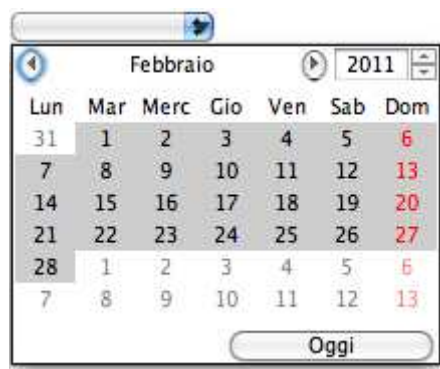 Febbraio 2011
Lun Mar Merc Gio Ven Sab Dom
31 1 2 3 4 5 6
7 8 9 10 11 12 13
14 15 16 17 18 19 20
21 22 23 24 25 26 27
28 1 2 3 4 5 6
7 8 9 10 11 12 13
Oggi